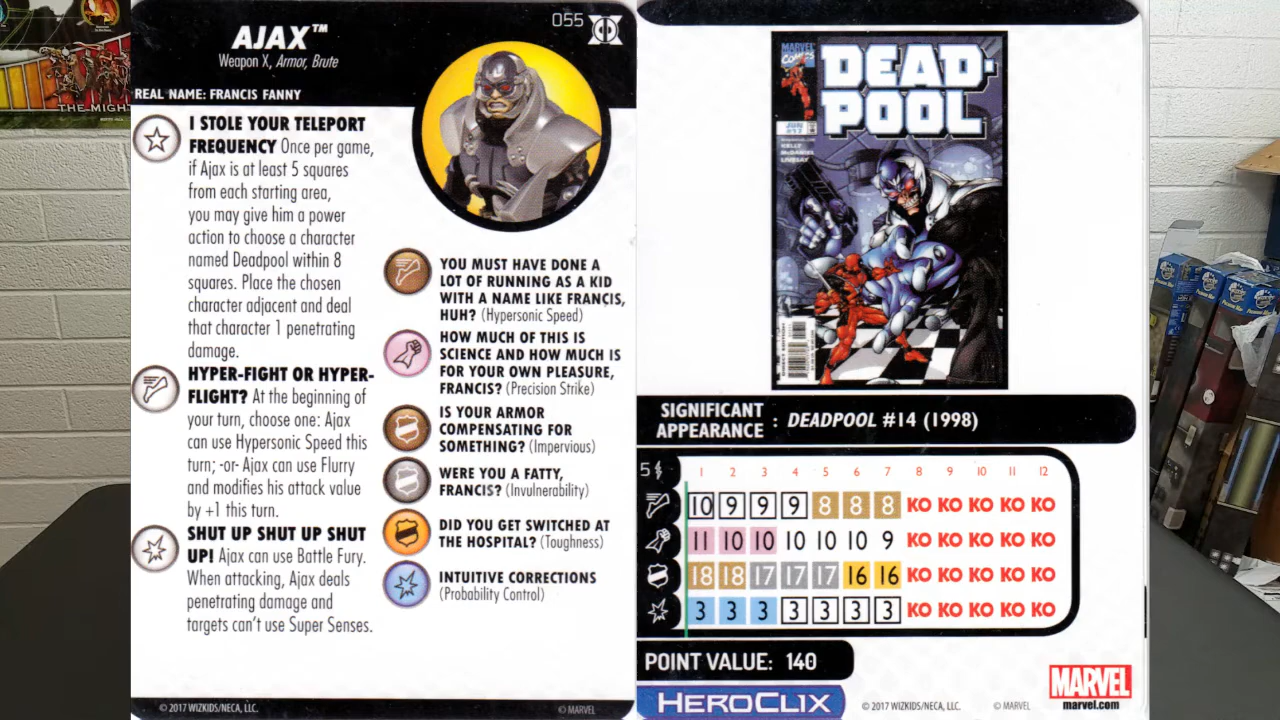 THE MIGH
055
AJAX™
Weapon X, Armor, Brute
REAL NAME: FRANCIS FANNY
I STOLE YOUR TELEPORT
FREQUENCY Once per game,
if Ajax is at least 5 squares
from each starting area,
you may give him a power
action to choose a character
named Deadpool within 8
squares. Place the chosen
character adjacent and deal
that character 1 penetrating
damage.
HYPER-FIGHT OR HYPER-
FLIGHT? At the beginning of
your turn, choose one: Ajax
can use Hypersonic Speed this
turn; -or- Ajax can use Flurry
and modifies his attack value
by +1 this turn.
SHUT UP SHUT UP SHUT
UP! Ajax can use Battle Fury.
When attacking, Ajax deals
penetrating damage and
targets can't use Super Senses.
YOU MUST HAVE DONE A
LOT OF RUNNING AS A KID
WITH A NAME LIKE FRANCIS,
HUH? (Hypersonic Speed)
HOW MUCH OF THIS IS
SCIENCE AND HOW MUCH IS
FOR YOUR OWN PLEASURE,
FRANCIS? (Precision Strike)
IS YOUR ARMOR
COMPENSATING FOR
SOMETHING? (Impervious)
WERE YOU A FATTY,
FRANCIS? (Invulnerability)
DID YOU GET SWITCHED AT
THE HOSPITAL? (Toughness)
INTUITIVE CORRECTIONS
(Probability Control)
© 2017 WIZKIDS/NECA, LLC.
© MARVEL
MARVEL
COMICS
DEAD-
POOL
JUN
#17
KELLY
McDANIEL
LIVESAY
SIGNIFICANT
APPEARANCE : DEADPOOL #14 (1998)
5 1 2 3 4 5 6 7 8 9 10 11 12
10 9 9 9 8 8 8 KO KO KO KO KO
11 10 10 10 10 10 9 KO KO KO KO KO
18 18 17 17 17 16 16 KO KO KO KO KO
3 3 3 3 3 3 3 KO KO KO KO KO
POINT VALUE: 140
HEROCLIX
© 2017 WIZKIDS/NECA, LLC.
© MARVEL
MARVEL
marvel.com